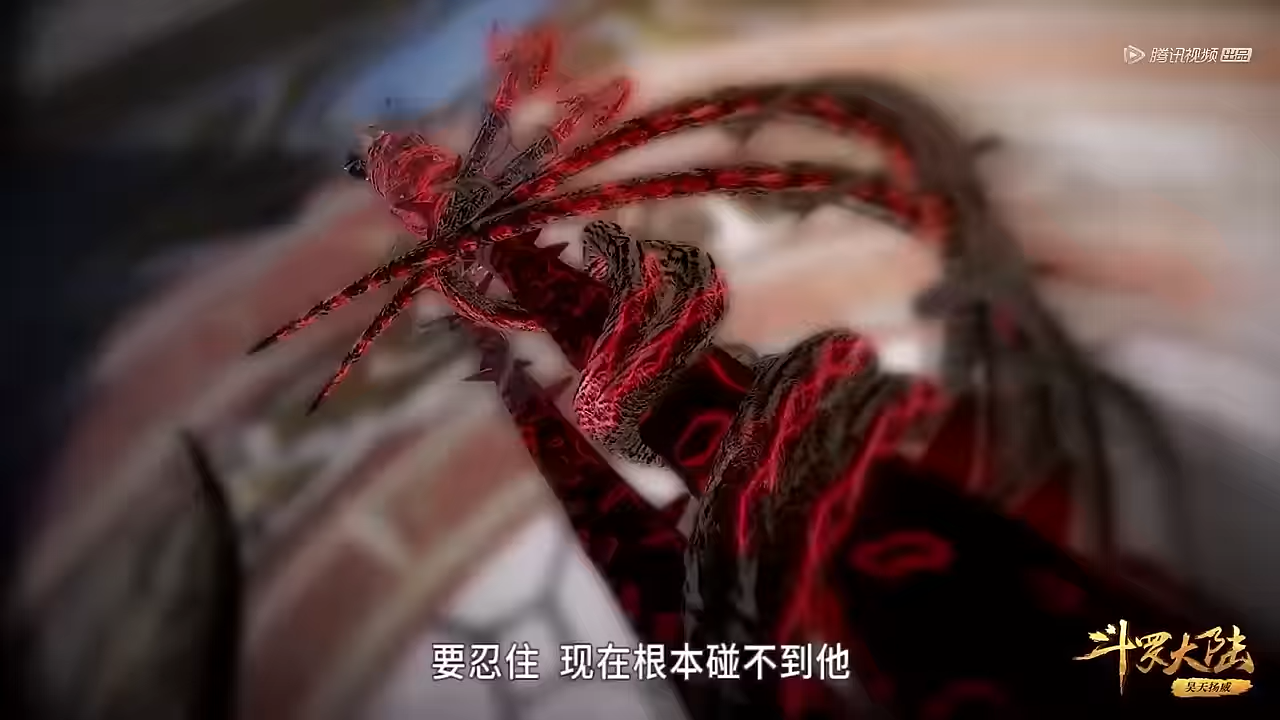 腾讯视频 出品
要忍住 现在根本碰不到他
斗罗大陆
昊天扬威